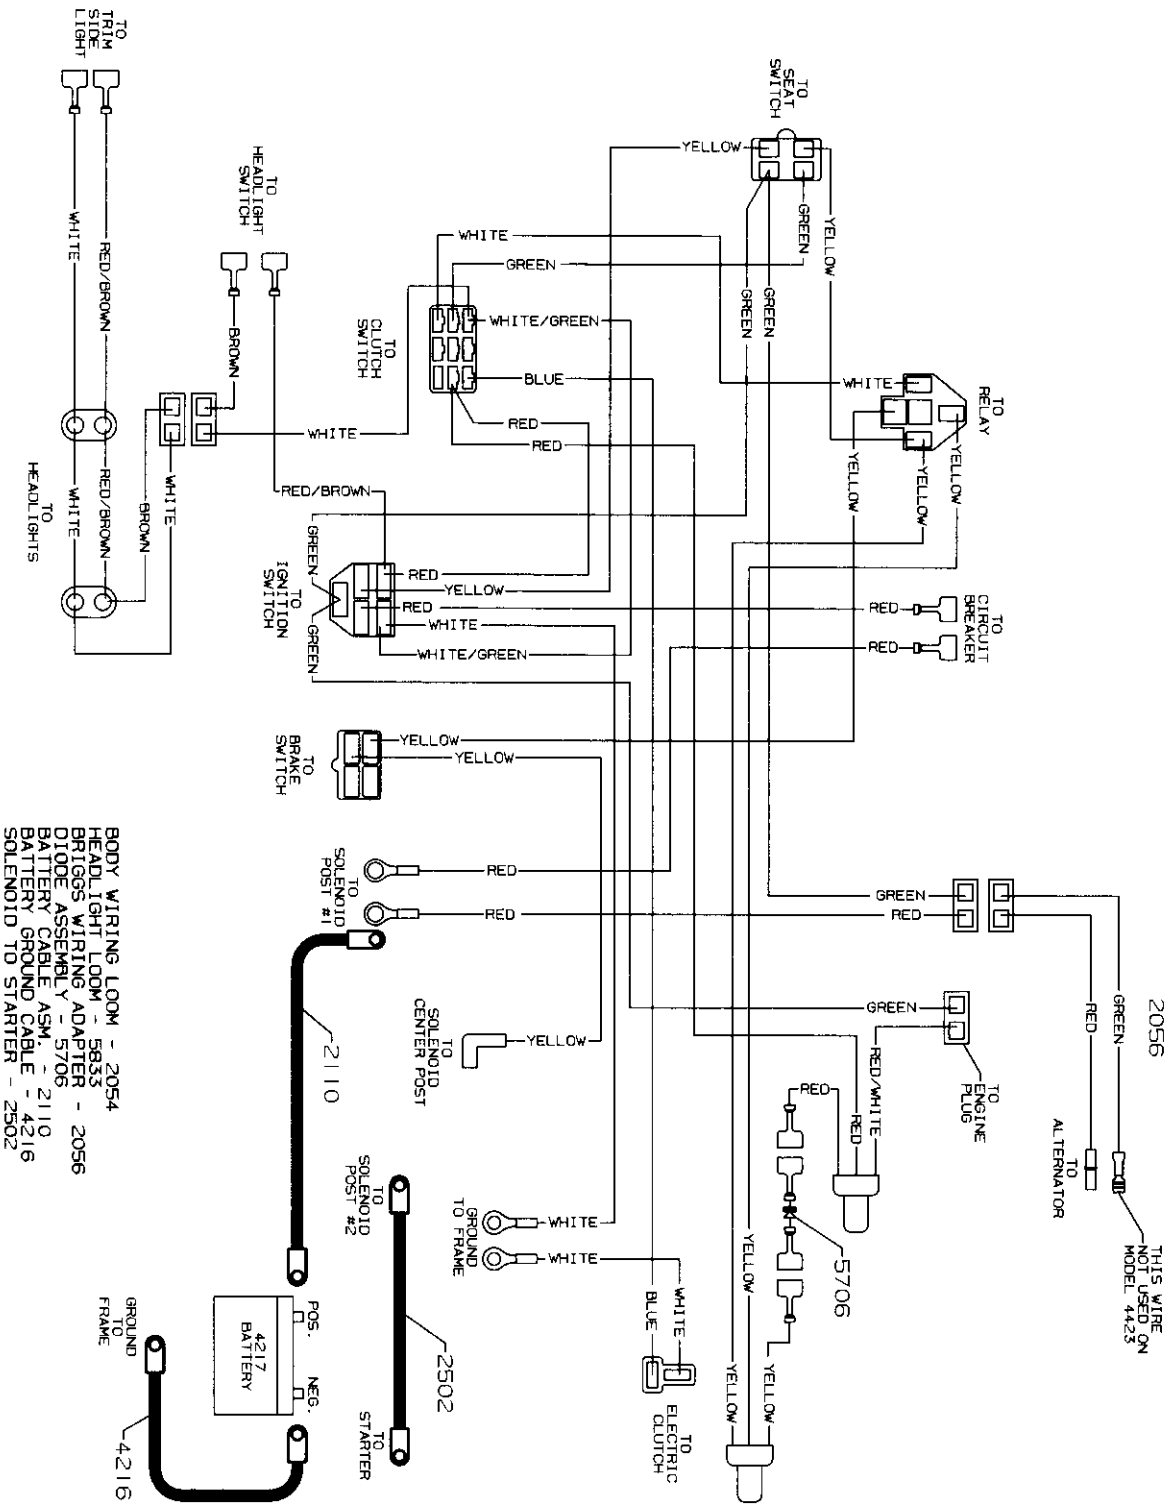 2056
THIS WIRE
NOT USED ON
MODEL 4423
GREEN
RED
TO
ALTERNATOR
TO
ENGINE
PLUG
GREEN
RED
GREEN
RED/WHITE
RED
RED
5706
YELLOW
YELLOW
YELLOW
TO
RELAY
WHITE
YELLOW
YELLOW
YELLOW
TO
CIRCUIT
BREAKER
RED
RED
TO
SEAT
SWITCH
YELLOW
YELLOW
GREEN
GREEN
GREEN
WHITE
GREEN
WHITE/GREEN
BLUE
RED
RED
TO
CLUTCH
SWITCH
WHITE
TO
HEADLIGHT
SWITCH
BROWN
RED/BROWN
GREEN
TO
IGNITION
SWITCH
GREEN
RED
YELLOW
RED
WHITE
WHITE/GREEN
TO
BRAKE
SWITCH
YELLOW
YELLOW
TO
SOLENOID
POST #1
RED
RED
TO
SOLENOID
CENTER POST
YELLOW
TO
SOLENOID
POST #2
GROUND
TO FRAME
WHITE
WHITE
WHITE
BLUE
TO
ELECTRIC
CLUTCH
2110
2502
TO
STARTER
POS.
NEG.
4217
BATTERY
GROUND
TO
FRAME
4216
TO
TRIM
SIDE
LIGHT
WHITE
RED/BROWN
WHITE
RED/BROWN
BROWN
WHITE
TO
HEADLIGHTS
BODY WIRING LOOM - 2054
HEADLIGHT LOOM - 5833
BRIGGS WIRING ADAPTER - 2056
DIODE ASSEMBLY - 5706
BATTERY CABLE ASM. - 2110
BATTERY GROUND CABLE - 4216
SOLENOID TO STARTER - 2502